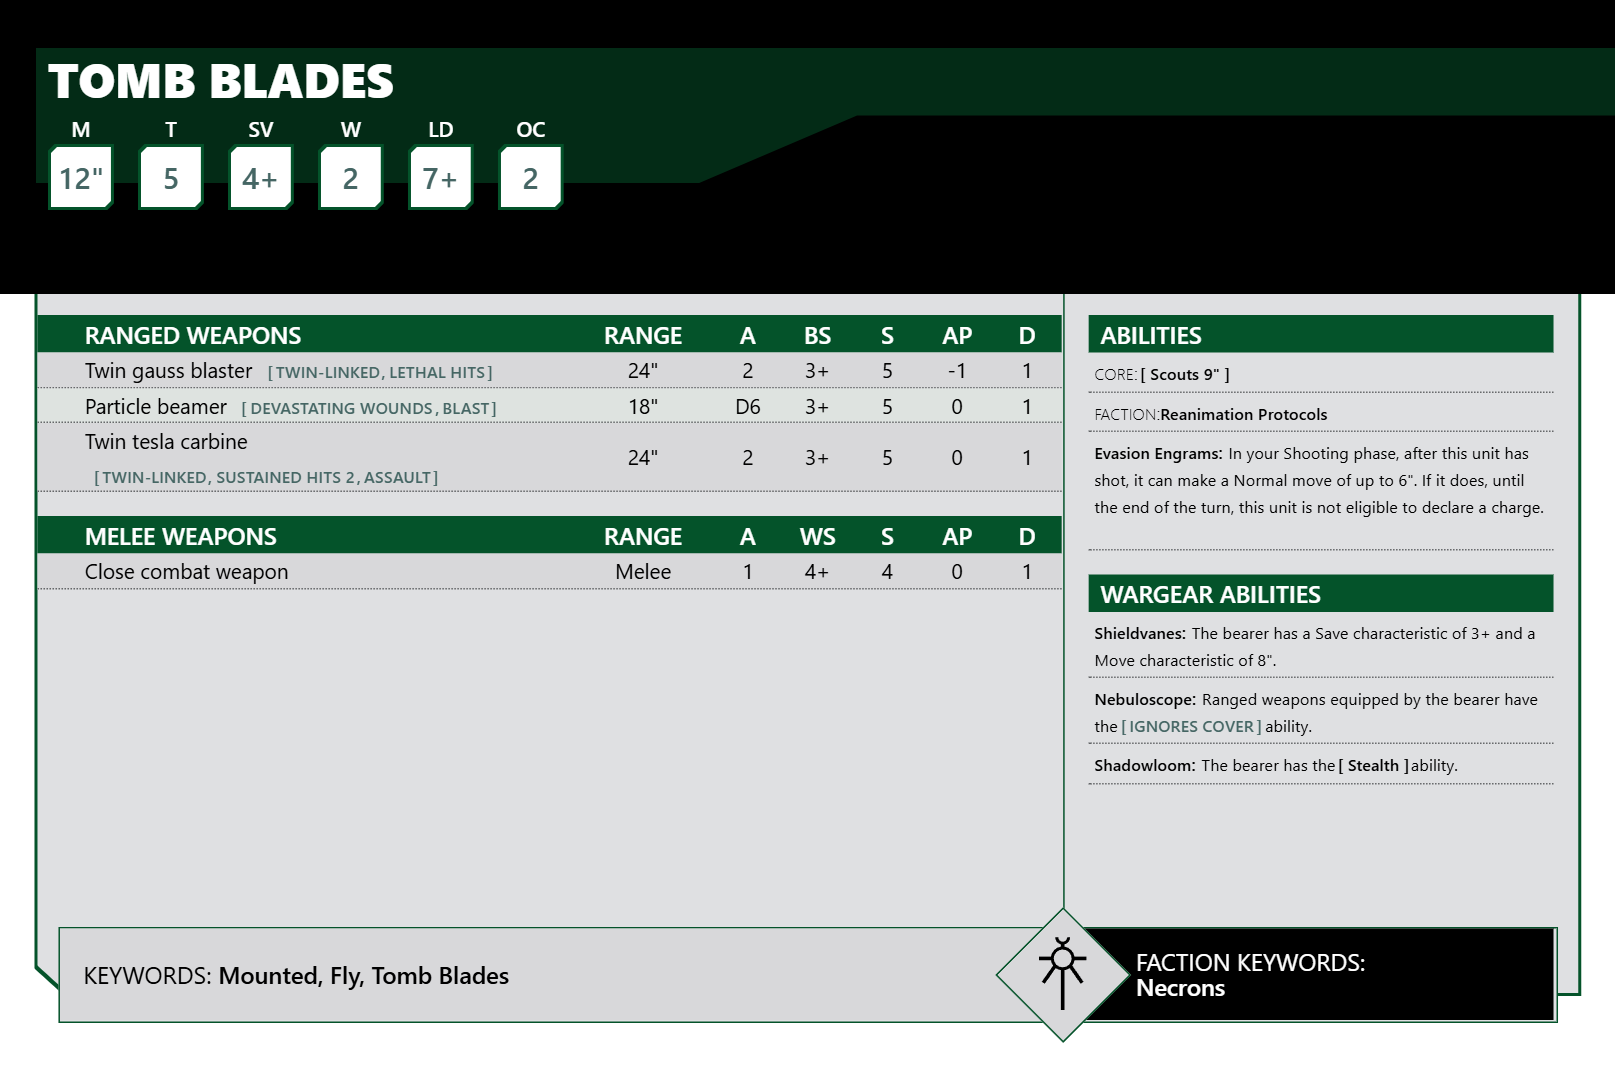 TOMB BLADES
M T SV W LD OC
12" 5 4+ 2 7+ 2
RANGED WEAPONS RANGE A BS S AP D
Twin gauss blaster [TWIN-LINKED, LETHAL HITS] 24" 2 3+ 5 -1 1
Particle beamer [DEVASTATING WOUNDS, BLAST] 18" D6 3+ 5 0 1
Twin tesla carbine
[TWIN-LINKED, SUSTAINED HITS 2, ASSAULT] 24" 2 3+ 5 0 1
MELEE WEAPONS RANGE A WS S AP D
Close combat weapon Melee 1 4+ 4 0 1
ABILITIES
CORE: [ Scouts 9" ]
FACTION:Reanimation Protocols
Evasion Engrams: In your Shooting phase, after this unit has
shot, it can make a Normal move of up to 6". If it does, until
the end of the turn, this unit is not eligible to declare a charge.
WARGEAR ABILITIES
Shieldvanes: The bearer has a Save characteristic of 3+ and a
Move characteristic of 8".
Nebuloscope: Ranged weapons equipped by the bearer have
the [IGNORES COVER] ability.
Shadowloom: The bearer has the [ Stealth ] ability.
KEYWORDS: Mounted, Fly, Tomb Blades
FACTION KEYWORDS:
Necrons